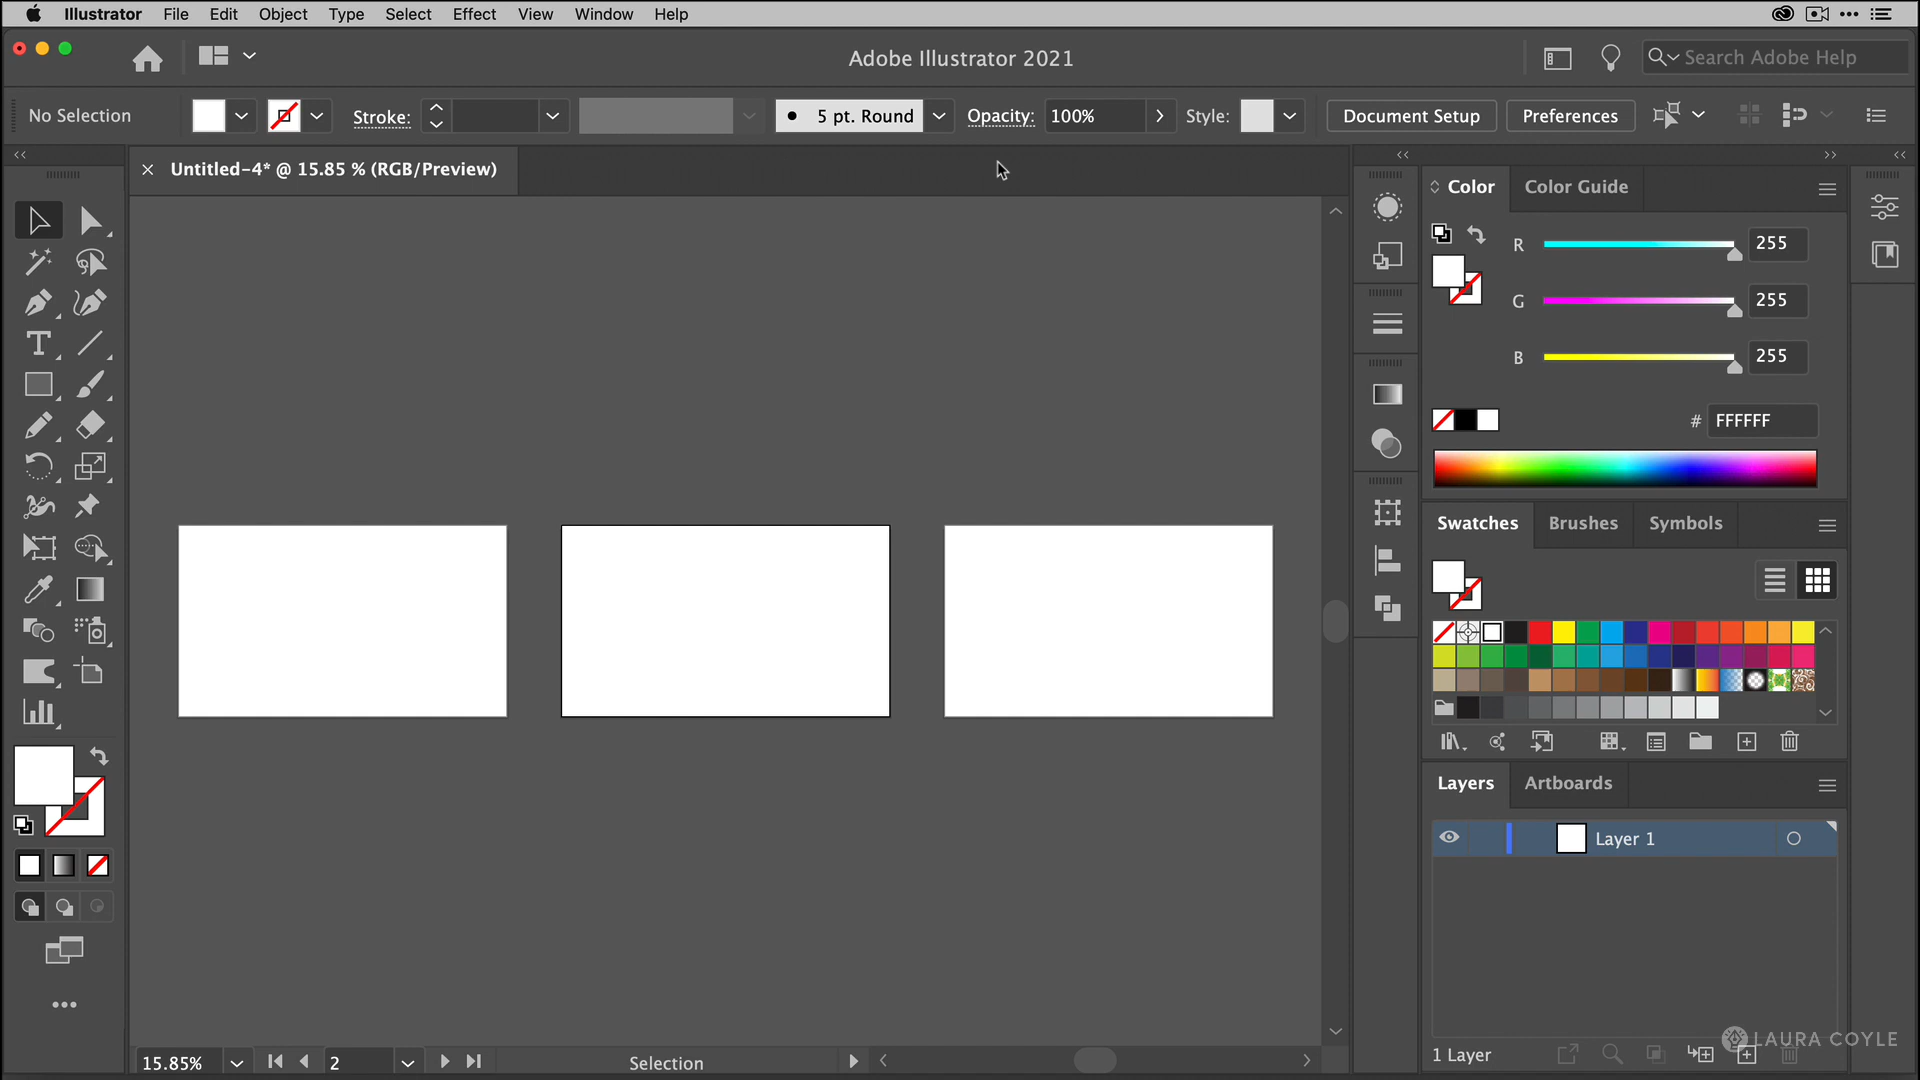 Illustrator File Edit Object Type Select Effect View Window Help
Adobe Illustrator 2021
Search Adobe Help
No Selection
Stroke:
5 pt. Round
Opacity: 100%
Style:
Document Setup
Preferences
Untitled-4* @ 15.85 % (RGB/Preview)
Color
Color Guide
R 255
G 255
B 255
# FFFFFF
Swatches
Brushes
Symbols
Layers
Artboards
Layer 1
1 Layer
LAURA COYLE
15.85%
2
Selection